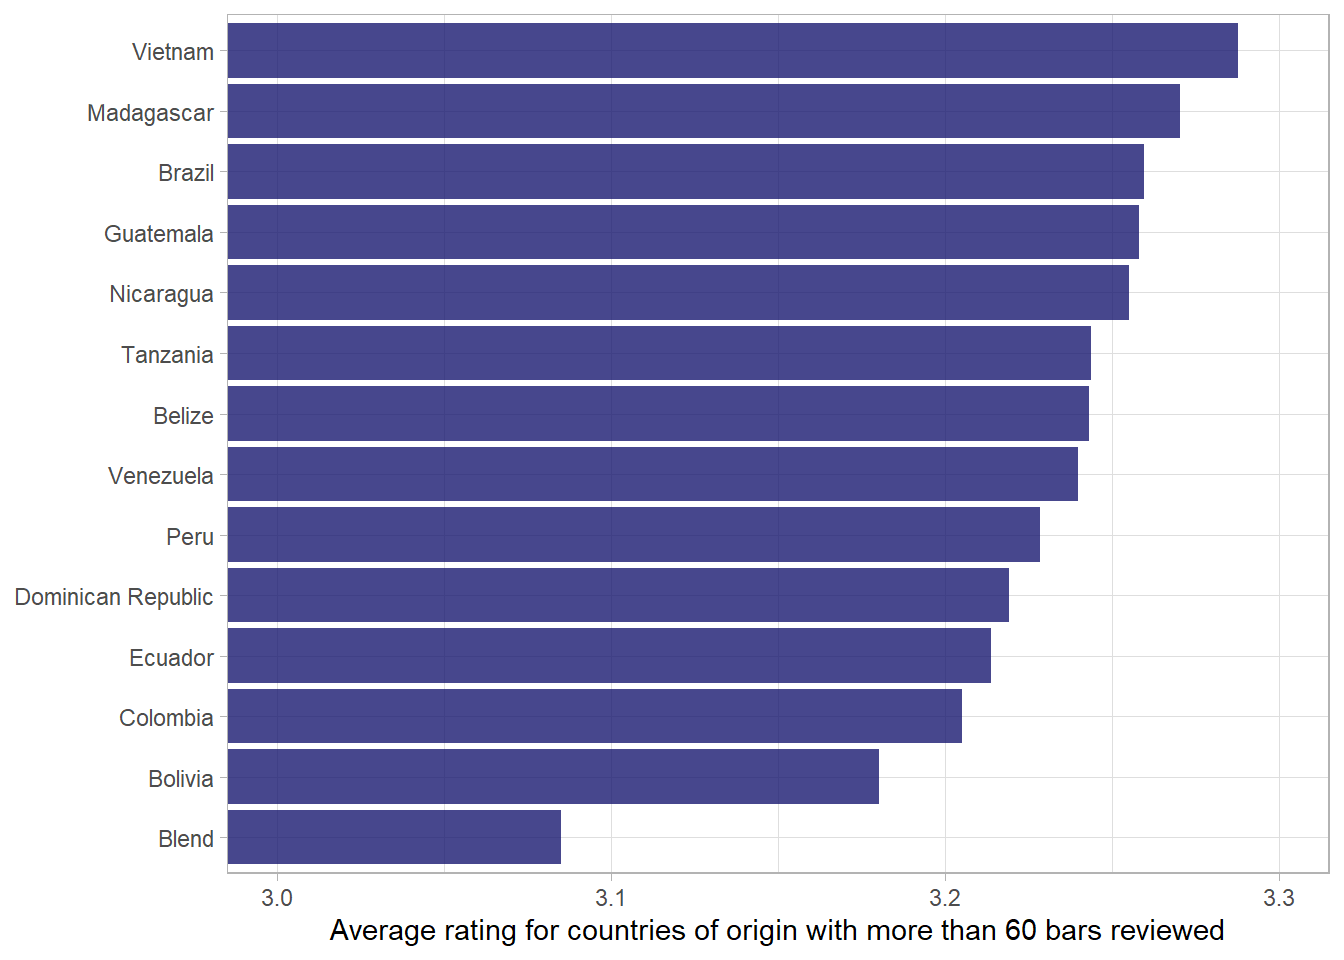 Vietnam
Madagascar
Brazil
Guatemala
Nicaragua
Tanzania
Belize
Venezuela
Peru
Dominican Republic
Ecuador
Colombia
Bolivia
Blend
3.0 3.1 3.2 3.3
Average rating for countries of origin with more than 60 bars reviewed